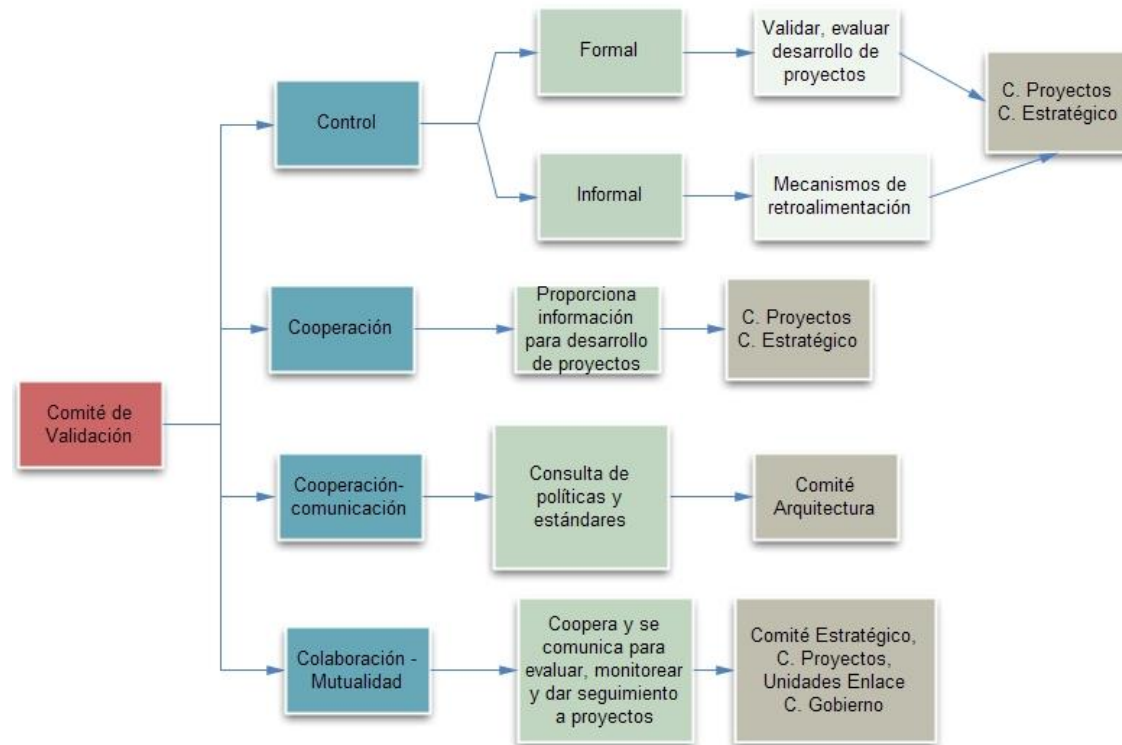 Formal
Validar, evaluar
desarrollo de
proyectos
C. Proyectos
C. Estratégico
Control
Informal
Mecanismos de
retroalimentación
Cooperación
Proporciona
información
para desarrollo
de proyectos
C. Proyectos
C. Estratégico
Comité de
Validación
Cooperación-
comunicación
Consulta de
políticas y
estándares
Comité
Arquitectura
Colaboración -
Mutualidad
Coopera y se
comunica para
evaluar, monitorear
y dar seguimiento
a proyectos
Comité Estratégico,
C. Proyectos,
Unidades Enlace
C. Gobierno